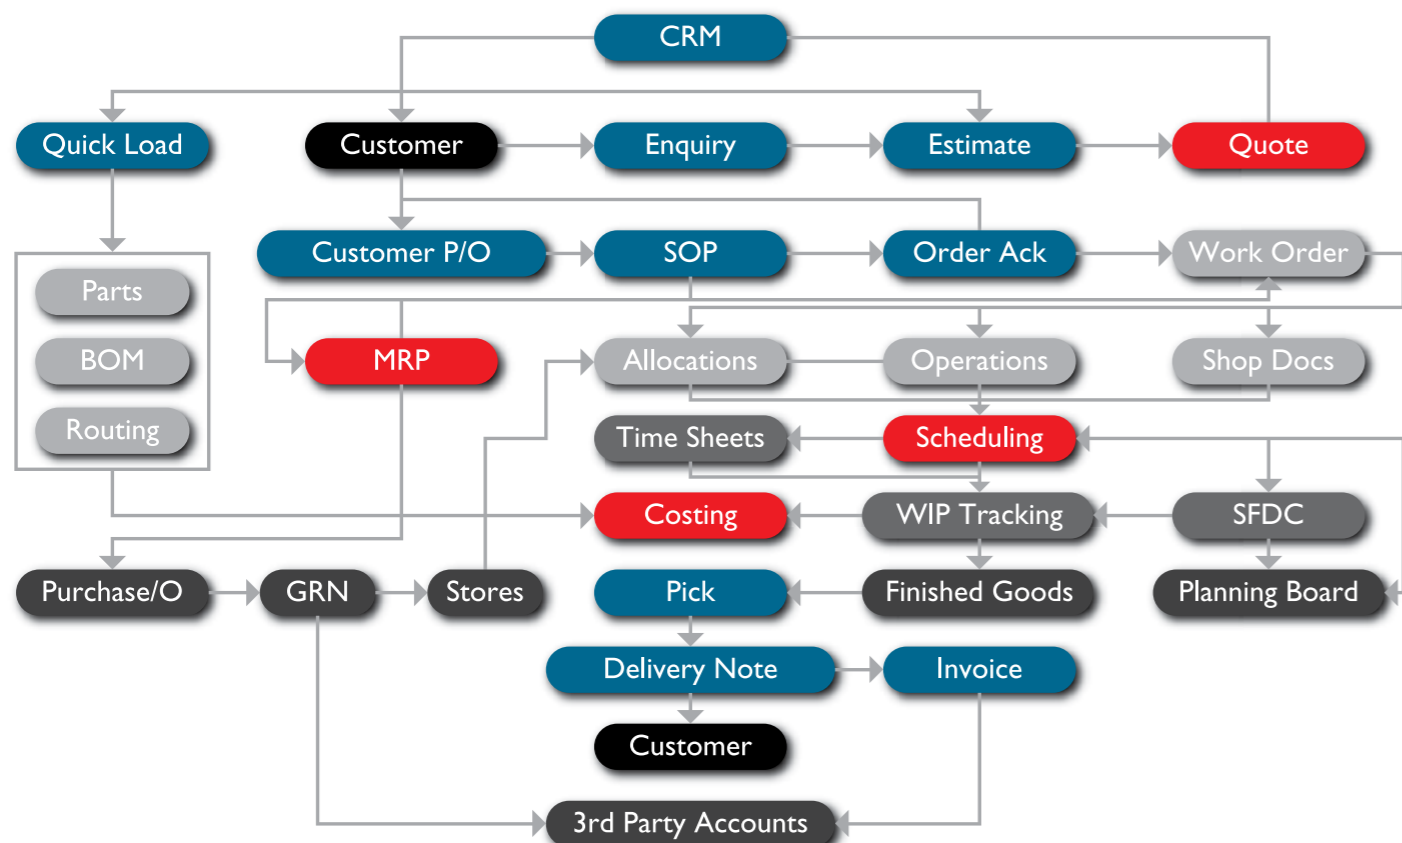 CRM
Quick Load
Customer
Enquiry
Estimate
Quote
Customer P/O
SOP
Order Ack
Work Order
Parts
BOM
Routing
MRP
Allocations
Operations
Shop Docs
Time Sheets
Scheduling
Costing
WIP Tracking
SFDC
Purchase/O
GRN
Stores
Pick
Finished Goods
Planning Board
Delivery Note
Invoice
Customer
3rd Party Accounts